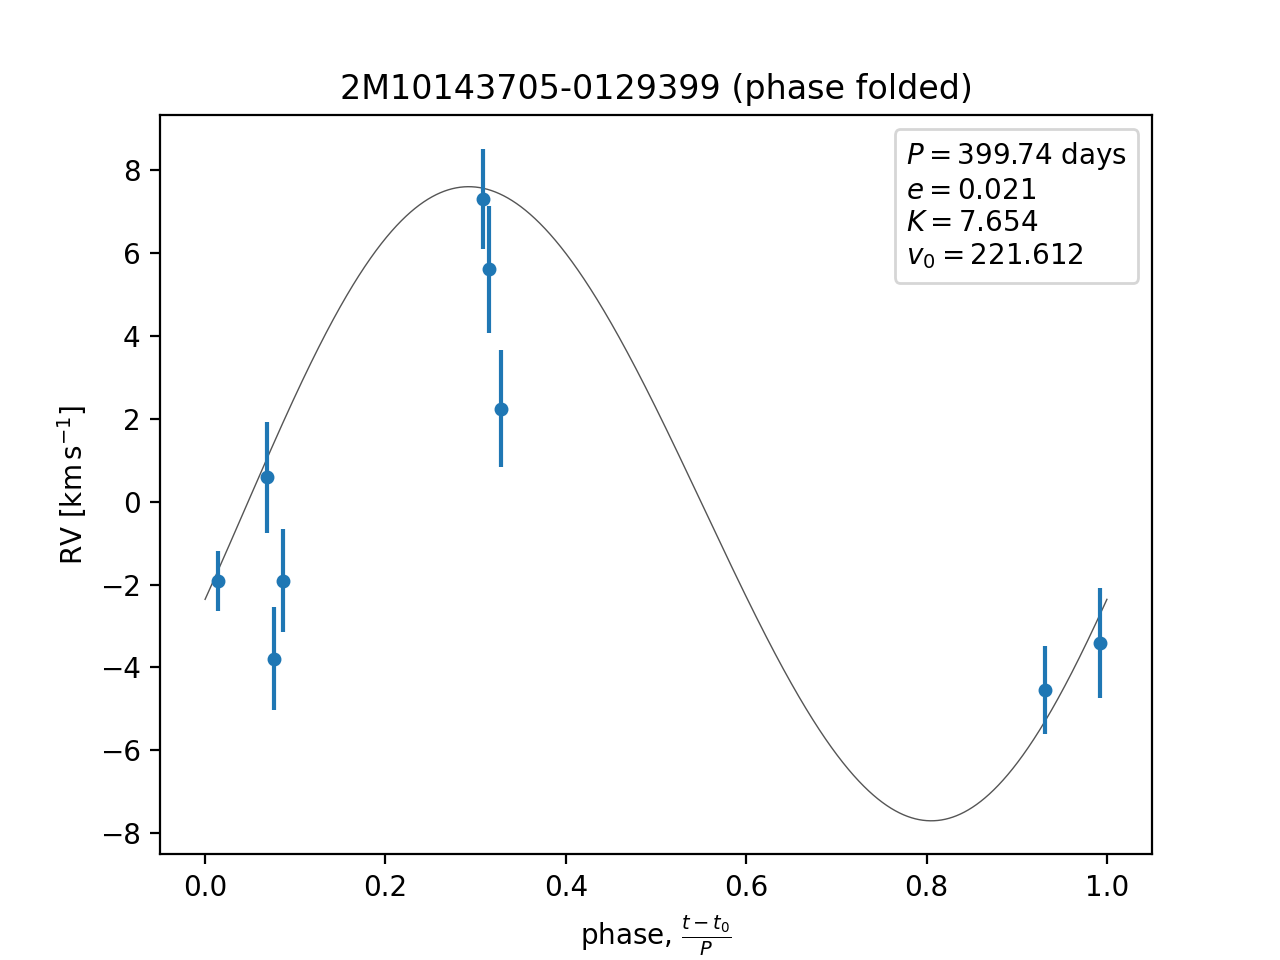 2M10143705-0129399 (phase folded)
P = 399.74 days
e = 0.021
K = 7.654
v₀ = 221.612
RV [km s⁻¹]
8
6
4
2
0
−2
−4
−6
−8
0.0 0.2 0.4 0.6 0.8 1.0
phase, (t − t₀)/P